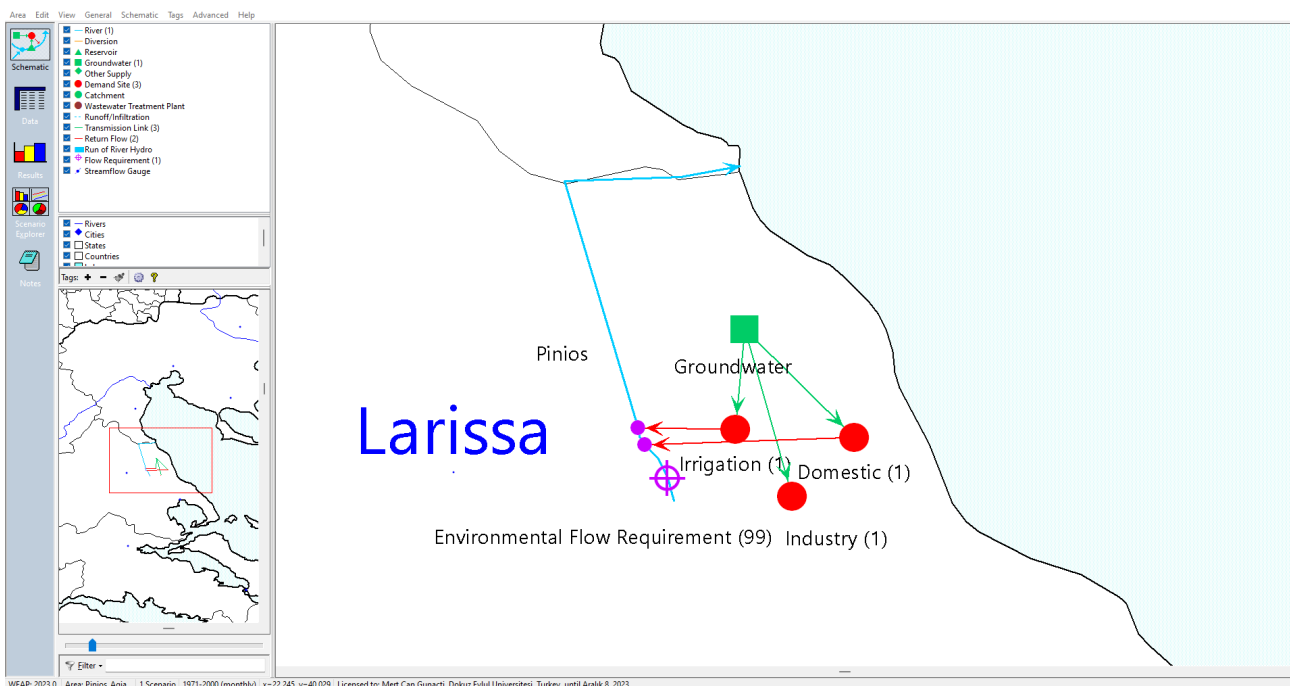 Area Edit View General Schematic Tags Advanced Help
Schematic
Data
Results
Scenario
Explorer
Notes
River (1)
Diversion
Reservoir
Groundwater (1)
Other Supply
Demand Site (3)
Catchment
Wastewater Treatment Plant
Runoff/Infiltration
Transmission Link (3)
Return Flow (2)
Run of River Hydro
Flow Requirement (1)
Streamflow Gauge
Rivers
Cities
States
Countries
Tags:
Filter
Pinios
Groundwater
Larissa
Irrigation (1)
Domestic (1)
Environmental Flow Requirement (99)
Industry (1)
WEAP: 2023.0 Area: Pinios_Agia 1 Scenario 1971-2000 (monthly) x=22.245, y=40.029 Licensed to: Mert Can Gunacti, Dokuz Eylul Universitesi, Turkey, until Aralık 8, 2023